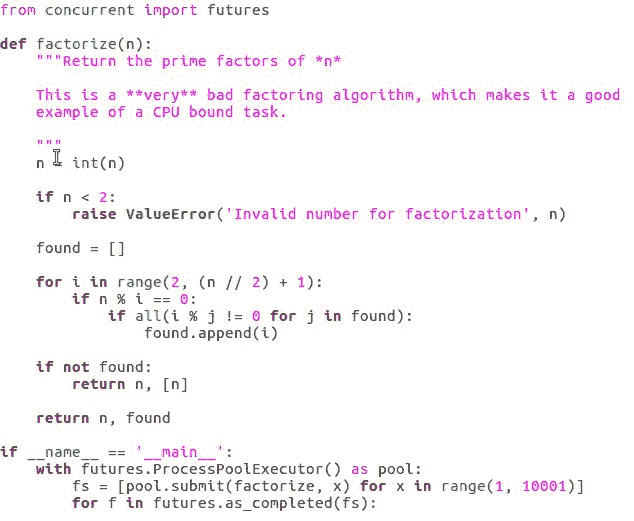 from concurrent import futures
def factorize(n):
    """Return the prime factors of *n*
    This is a **very** bad factoring algorithm, which makes it a good
    example of a CPU bound task.
    """
    n = int(n)
    if n < 2:
        raise ValueError('Invalid number for factorization', n)
    found = []
    for i in range(2, (n // 2) + 1):
        if n % i == 0:
            if all(i % j != 0 for j in found):
                found.append(i)
    if not found:
        return n, [n]
    return n, found
if __name__ == '__main__':
    with futures.ProcessPoolExecutor() as pool:
        fs = [pool.submit(factorize, x) for x in range(1, 10001)]
        for f in futures.as_completed(fs):